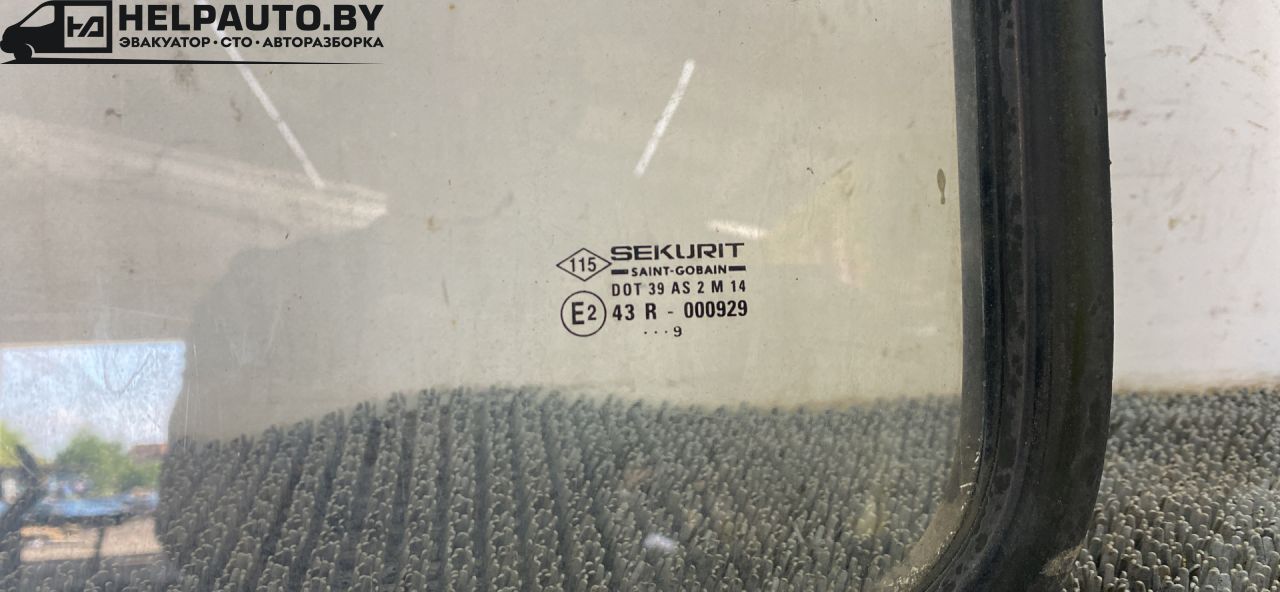 HELPAUTO.BY
ЭВАКУАТОР·СТО·АВТОРАЗБОРКА
115 SEKURIT
SAINT-GOBAIN
DOT 39 AS 2 M 14
E2 43 R - 000929
...9